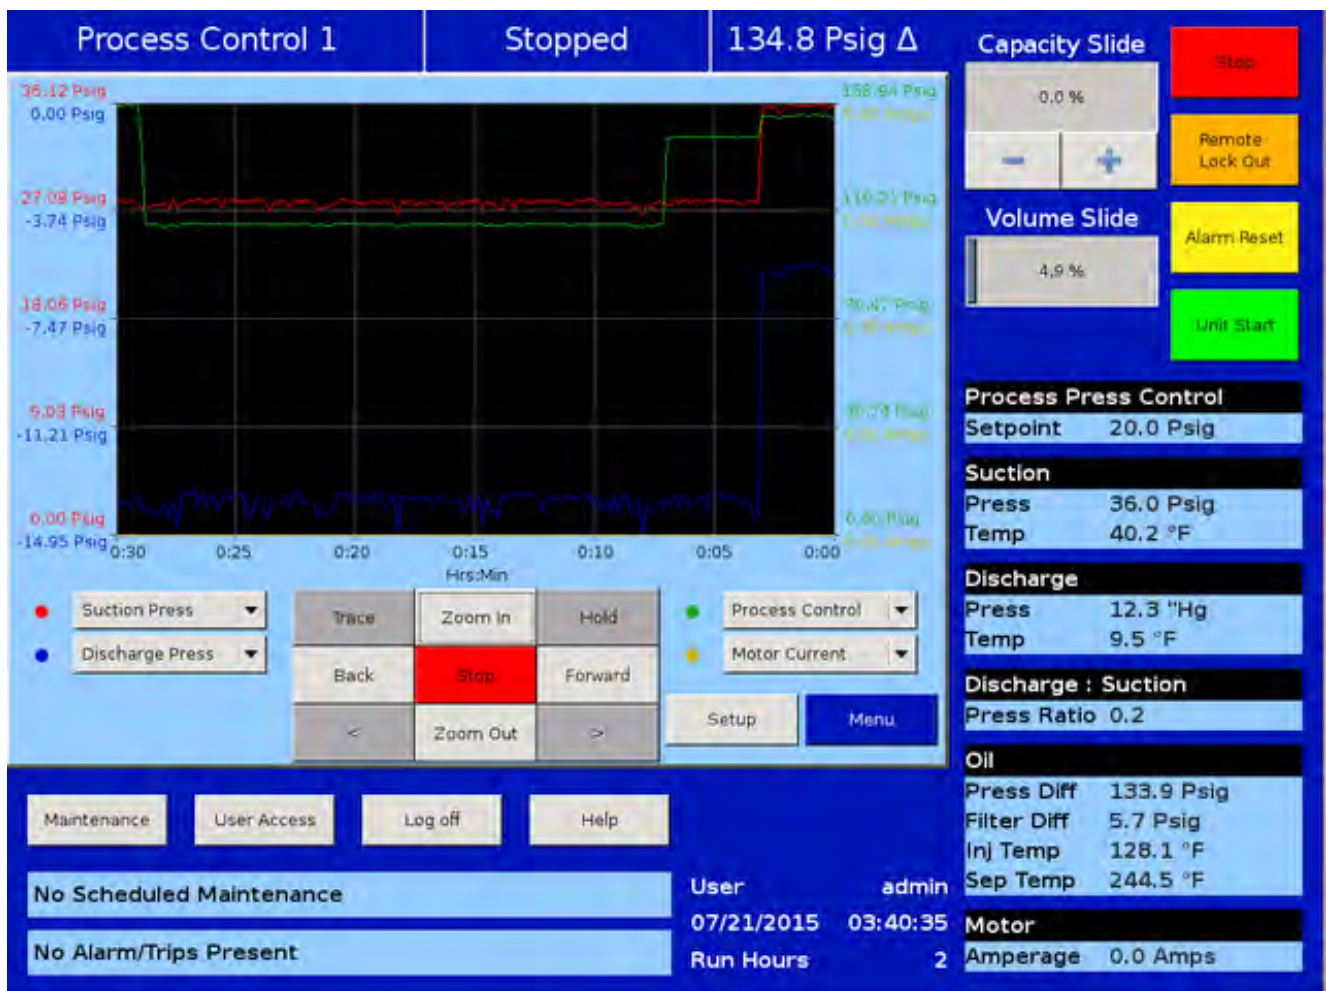 Process Control 1
Stopped
134.8 Psig Δ
36.12 Psig
0.00 Psig
27.09 Psig
-3.74 Psig
18.06 Psig
-7.47 Psig
9.03 Psig
-11.21 Psig
0.00 Psig
-14.95 Psig
0:30 0:25 0:20 0:15 0:10 0:05 0:00
Hrs:Min
Suction Press
Discharge Press
Trace
Zoom In
Hold
Back
Stop
Forward
<
Zoom Out
>
Process Control
Motor Current
Setup
Menu
Maintenance
User Access
Log off
Help
No Scheduled Maintenance
No Alarm/Trips Present
User admin
07/21/2015 03:40:35
Run Hours 2
Capacity Slide
0.0 %
Volume Slide
4.9 %
Stop
Remote
Lock Out
Alarm Reset
Unit Start
Process Press Control
Setpoint 20.0 Psig
Suction
Press 36.0 Psig
Temp 40.2 °F
Discharge
Press 12.3 "Hg
Temp 9.5 °F
Discharge : Suction
Press Ratio 0.2
Oil
Press Diff 133.9 Psig
Filter Diff 5.7 Psig
Inj Temp 128.1 °F
Sep Temp 244.5 °F
Motor
Amperage 0.0 Amps